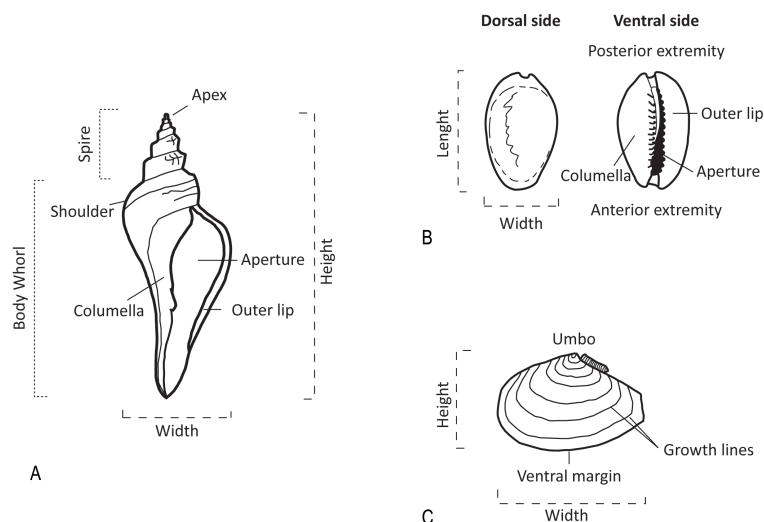 Apex
Spire
Shoulder
Body Whorl
Aperture
Height
Columella
Outer lip
Width
A
Dorsal side
Ventral side
Posterior extremity
Lenght
Outer lip
Columella
Aperture
Width
Anterior extremity
B
Umbo
Height
Growth lines
Ventral margin
Width
C